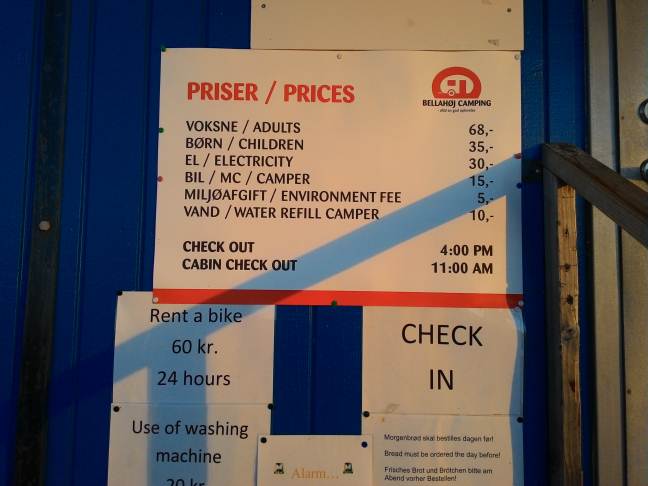 PRISER / PRICES
BELLAHØJ CAMPING
VOKSNE / ADULTS 68,-
BØRN / CHILDREN 35,-
EL / ELECTRICITY 30,-
BIL / MC / CAMPER 15,-
MILJØAFGIFT / ENVIRONMENT FEE 5,-
VAND / WATER REFILL CAMPER 10,-
CHECK OUT 4:00 PM
CABIN CHECK OUT 11:00 AM
Rent a bike
60 kr.
24 hours
CHECK
IN
Use of washing
machine
20 kr.
Alarm...
Morgenbrød skal bestilles dagen før!
Bread must be ordered the day before!
Frisches Brot und Brötchen bitte am
Abend vorher Bestellen!